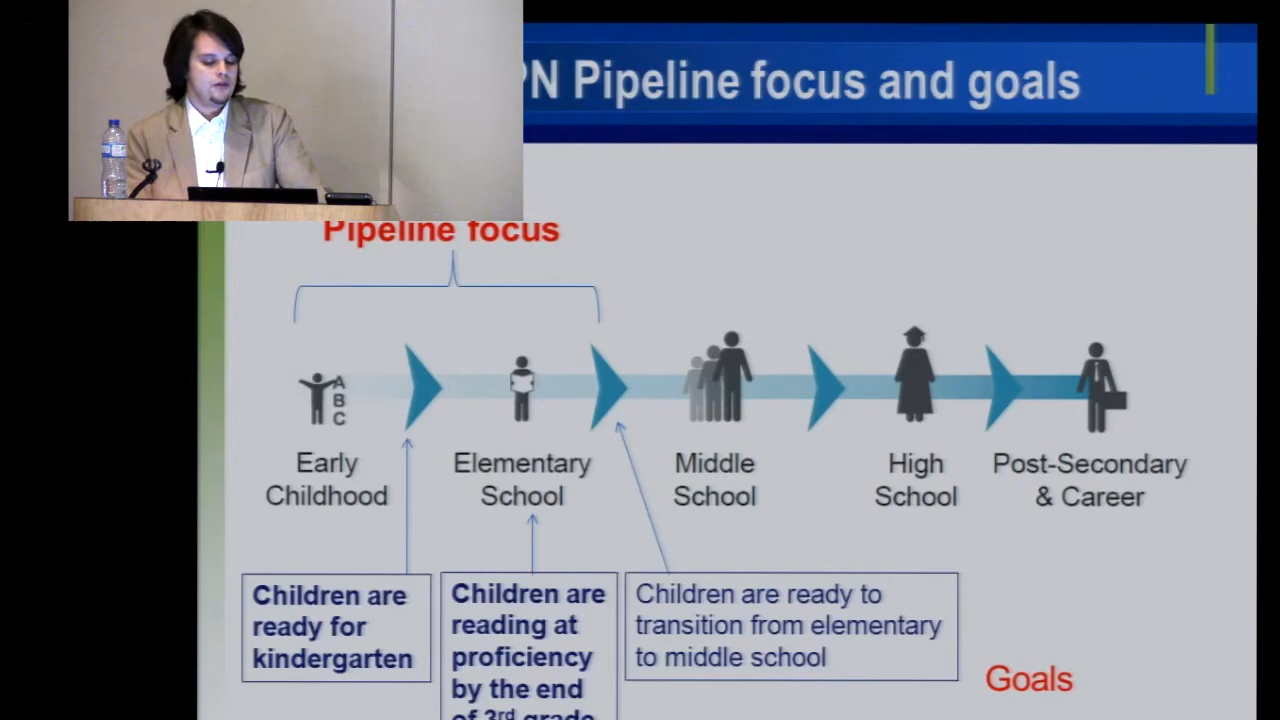 PN Pipeline focus and goals
Pipeline focus
A
B
C
Early
Childhood
Elementary
School
Middle
School
High
School
Post-Secondary
& Career
Children are
ready for
kindergarten
Children are
reading at
proficiency
by the end
of 3rd grade
Children are ready to
transition from elementary
to middle school
Goals